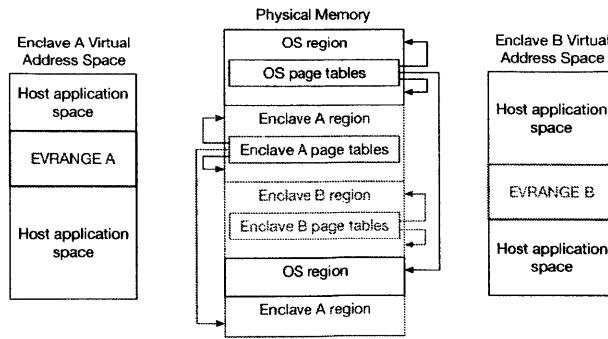 Physical Memory
Enclave A Virtual
Address Space
Host application
space
EVRANGE A
Host application
space
OS region
OS page tables
Enclave A region
Enclave A page tables
Enclave B region
Enclave B page tables
OS region
Enclave A region
Enclave B Virtual
Address Space
Host application
space
EVRANGE B
Host application
space